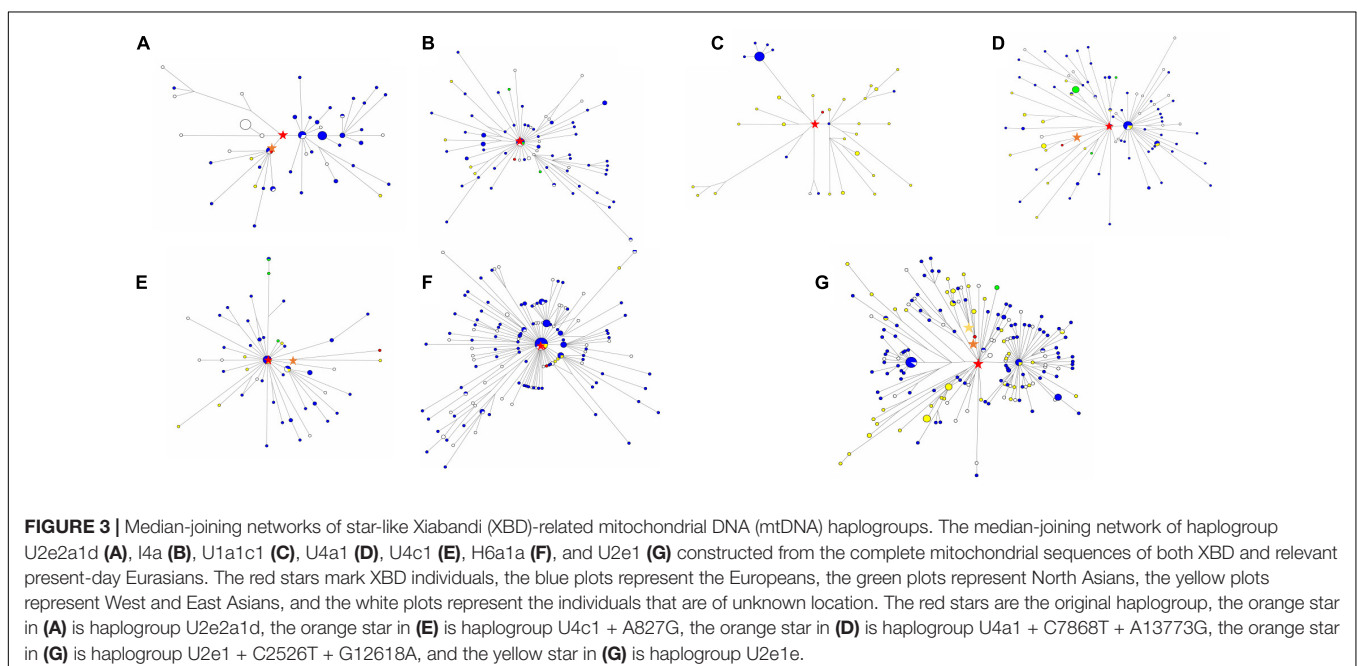 A
B
C
D
E
F
G
FIGURE 3 | Median-joining networks of star-like Xiabandi (XBD)-related mitochondrial DNA (mtDNA) haplogroups. The median-joining network of haplogroup
U2e2a1d (A), I4a (B), U1a1c1 (C), U4a1 (D), U4c1 (E), H6a1a (F), and U2e1 (G) constructed from the complete mitochondrial sequences of both XBD and relevant
present-day Eurasians. The red stars mark XBD individuals, the blue plots represent the Europeans, the green plots represent North Asians, the yellow plots
represent West and East Asians, and the white plots represent the individuals that are of unknown location. The red stars are the original haplogroup, the orange star
in (A) is haplogroup U2e2a1d, the orange star in (E) is haplogroup U4c1 + A827G, the orange star in (D) is haplogroup U4a1 + C7868T + A13773G, the orange star
in (G) is haplogroup U2e1 + C2526T + G12618A, and the yellow star in (G) is haplogroup U2e1e.